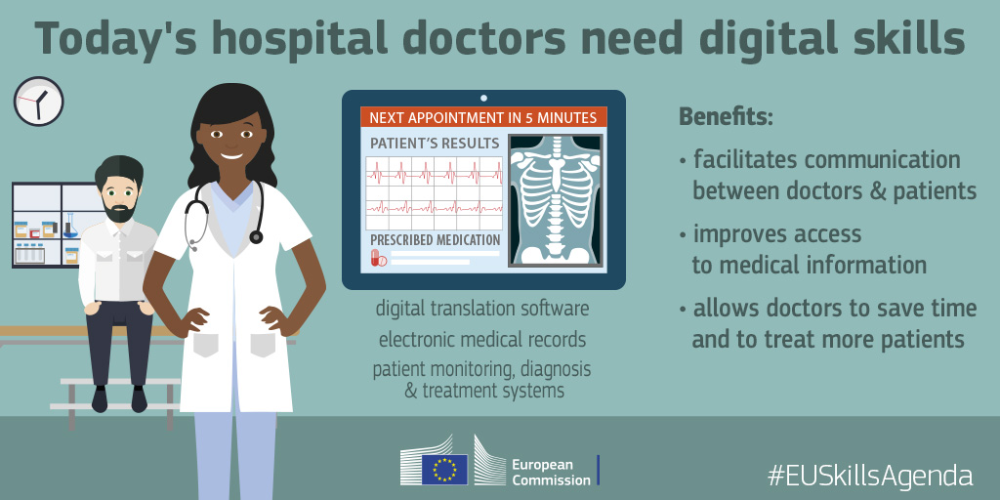 Today's hospital doctors need digital skills
NEXT APPOINTMENT IN 5 MINUTES
PATIENT'S RESULTS
PRESCRIBED MEDICATION
digital translation software
electronic medical records
patient monitoring, diagnosis
& treatment systems
Benefits:
• facilitates communication
between doctors & patients
• improves access
to medical information
• allows doctors to save time
and to treat more patients
European
Commission
#EUSkillsAgenda